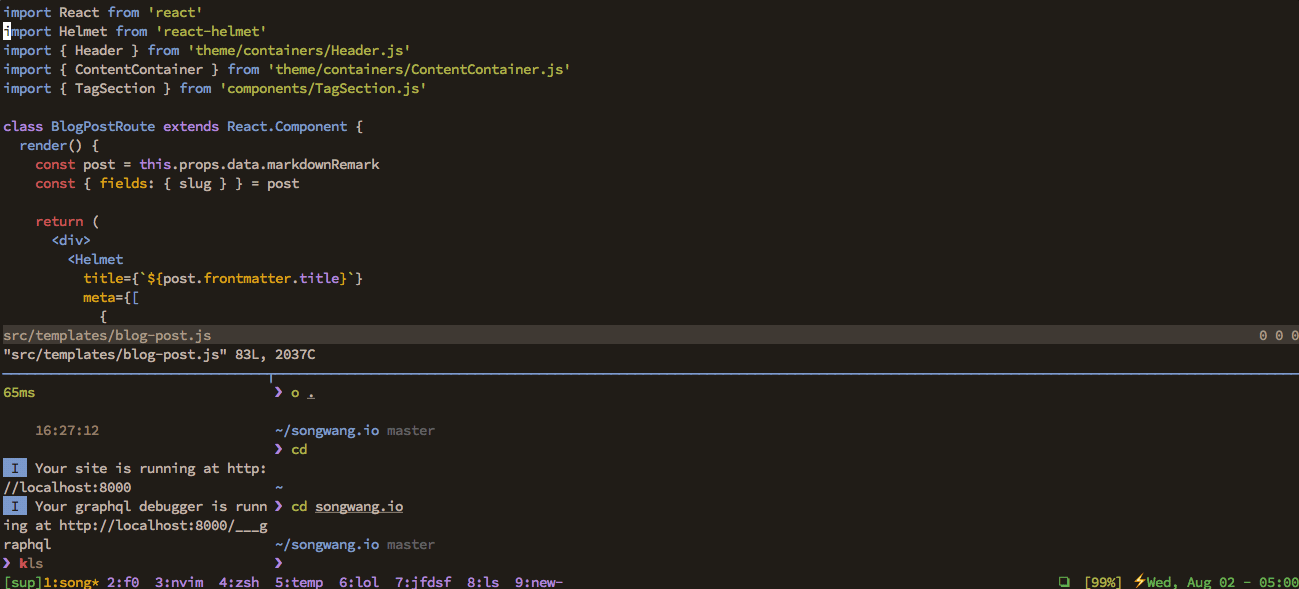 import React from 'react'
import Helmet from 'react-helmet'
import { Header } from 'theme/containers/Header.js'
import { ContentContainer } from 'theme/containers/ContentContainer.js'
import { TagSection } from 'components/TagSection.js'
class BlogPostRoute extends React.Component {
render() {
const post = this.props.data.markdownRemark
const { fields: { slug } } = post
return (
<div>
<Helmet
title={`${post.frontmatter.title}`}
meta={[
{
src/templates/blog-post.js 0 0 0
"src/templates/blog-post.js" 83L, 2037C
65ms
16:27:12
I Your site is running at http:
//localhost:8000
I Your graphql debugger is runn
ing at http://localhost:8000/___g
raphql
❯ kls
❯ o .
~/songwang.io master
❯ cd
~
❯ cd songwang.io
~/songwang.io master
❯
[sup]1:song* 2:f0 3:nvim 4:zsh 5:temp 6:lol 7:jfdsf 8:ls 9:new- ❏ [99%] ⚡Wed, Aug 02 - 05:00